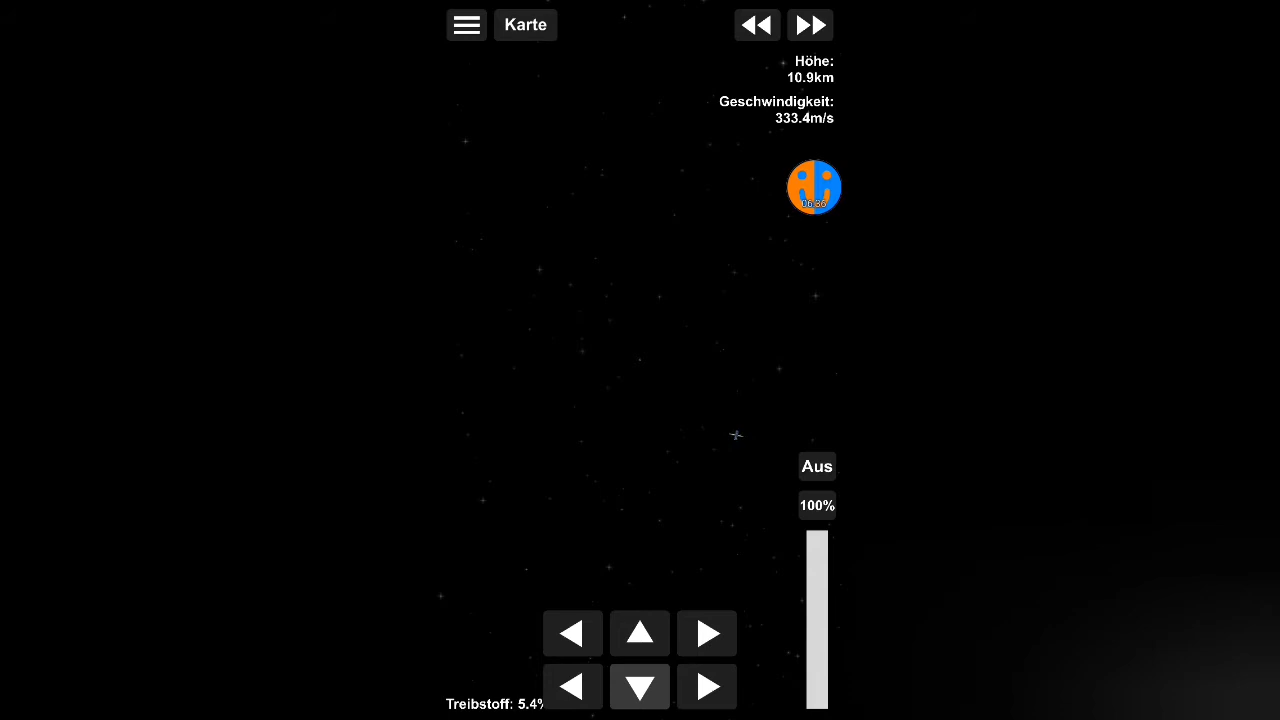 Karte
Höhe:
10.9km
Geschwindigkeit:
333.4m/s
Aus
100%
Treibstoff: 5.4%